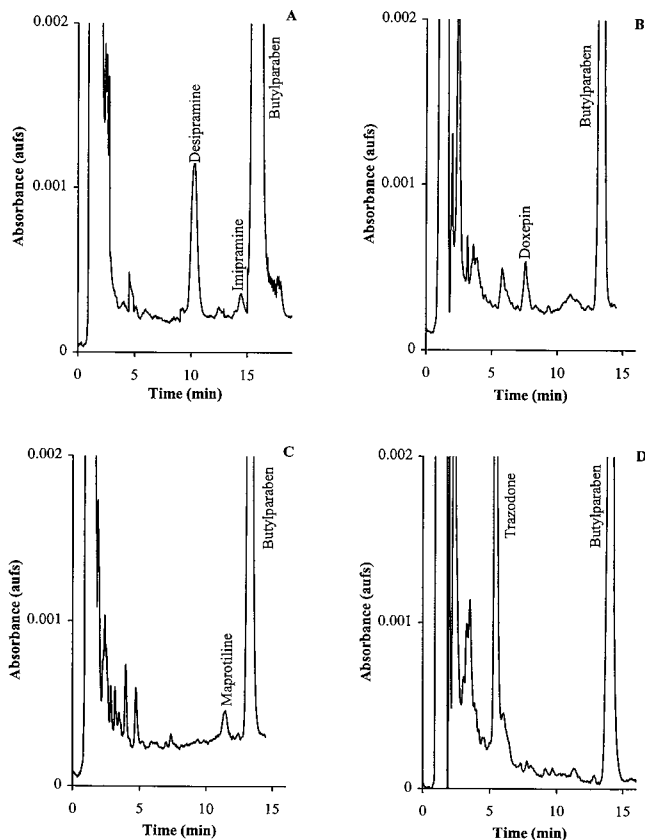 A
0.002
0.001
0
Absorbance (aufs)
Desipramine
Imipramine
Butylparaben
0 5 10 15
Time (min)
B
0.002
0.001
0
Absorbance (aufs)
Doxepin
Butylparaben
0 5 10 15
Time (min)
C
0.002
0.001
0
Absorbance (aufs)
Maprotiline
Butylparaben
0 5 10 15
Time (min)
D
0.002
0.001
0
Absorbance (aufs)
Trazodone
Butylparaben
0 5 10 15
Time (min)